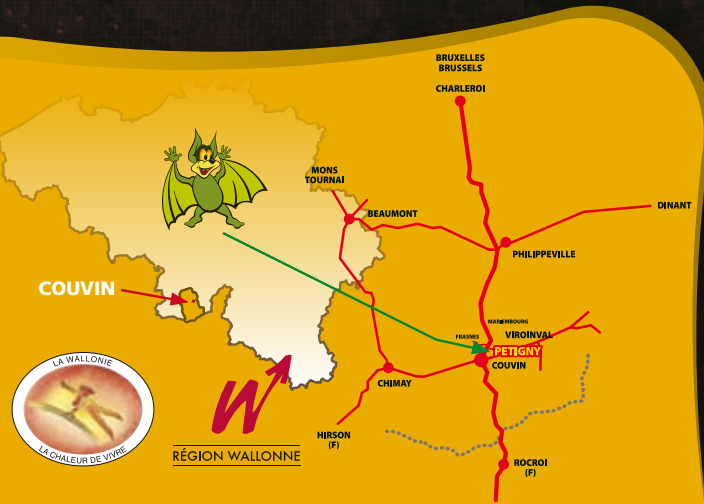 BRUXELLES
BRUSSELS
CHARLEROI
MONS
TOURNAI
BEAUMONT
DINANT
PHILIPPEVILLE
COUVIN
MARIEMBOURG
FRASNES
VIROINVAL
PETIGNY
COUVIN
CHIMAY
LA WALLONIE
LA CHALEUR DE VIVRE
W
RÉGION WALLONNE
HIRSON
(F)
ROCROI
(F)